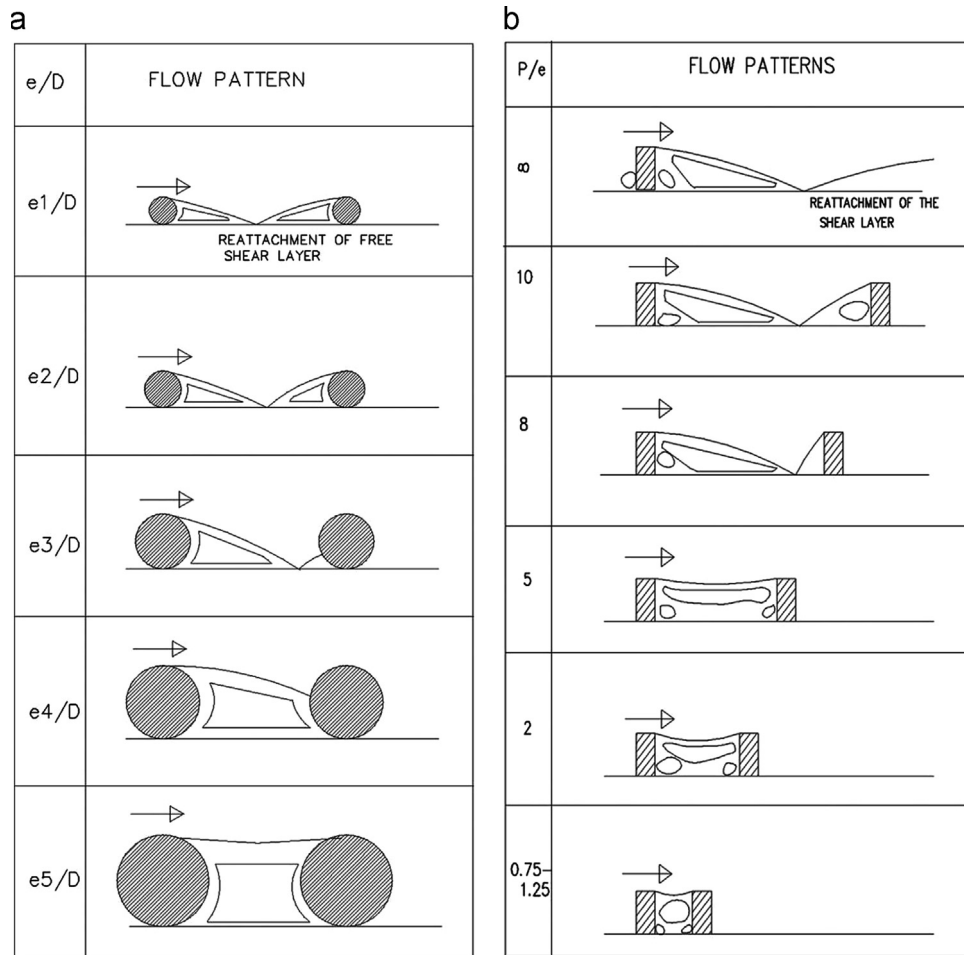 a
e/D
FLOW PATTERN
e1/D
REATTACHMENT OF FREE
SHEAR LAYER
e2/D
e3/D
e4/D
e5/D
b
P/e
FLOW PATTERNS
8
REATTACHMENT OF THE
SHEAR LAYER
10
8
5
2
0.75–
1.25